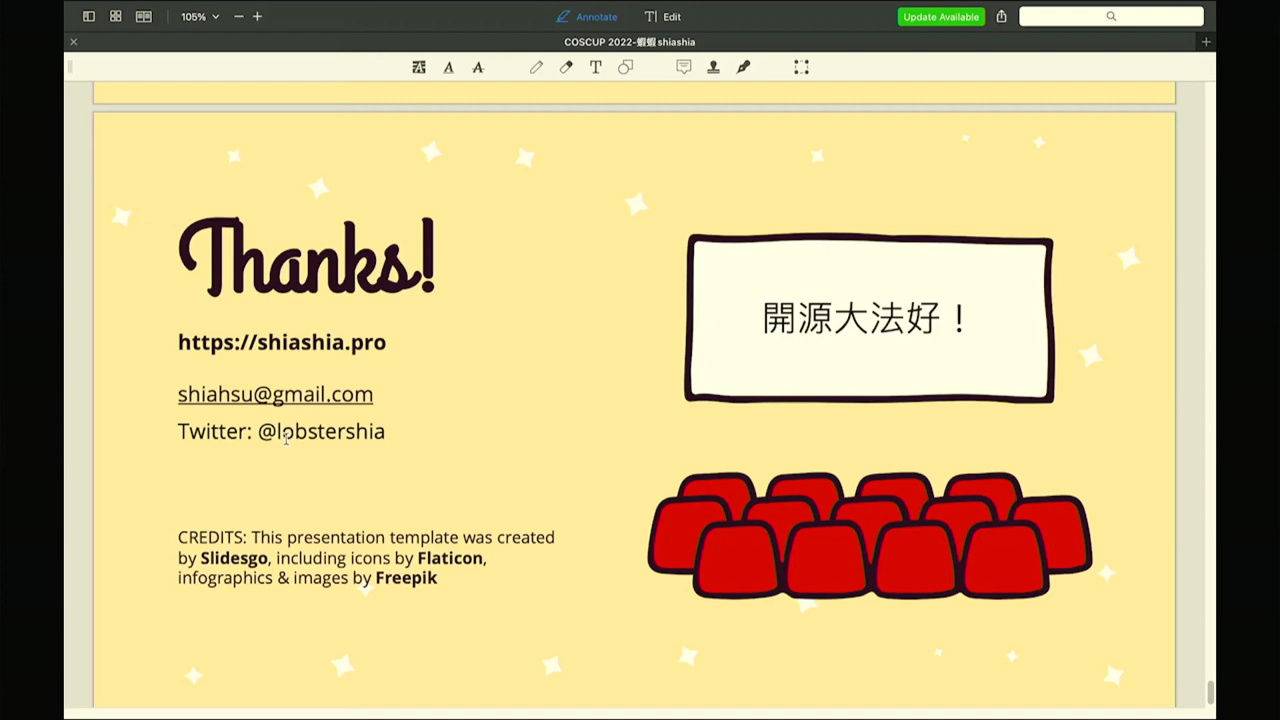 105%
Annotate
Edit
Update Available
COSCUP 2022-蝦蝦 shiashia
Thanks!
https://shiashia.pro
shiahsu@gmail.com
Twitter: @lobstershia
CREDITS: This presentation template was created
by Slidesgo, including icons by Flaticon,
infographics & images by Freepik
開源大法好！